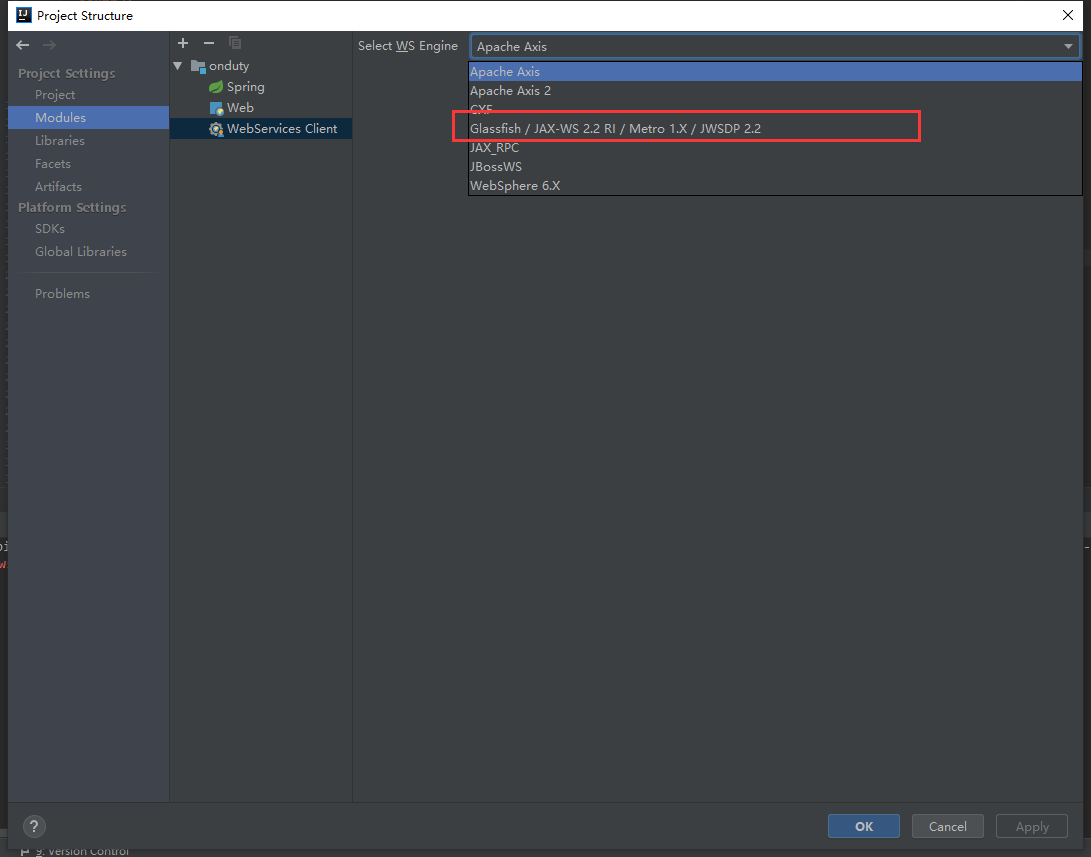 Project Structure
Project Settings
Project
Modules
Libraries
Facets
Artifacts
Platform Settings
SDKs
Global Libraries
Problems
onduty
Spring
Web
WebServices Client
Select WS Engine
Apache Axis
Apache Axis
Apache Axis 2
CXF
Glassfish / JAX-WS 2.2 RI / Metro 1.X / JWSDP 2.2
JAX_RPC
JBossWS
WebSphere 6.X
?
OK
Cancel
Apply
9: Version Control